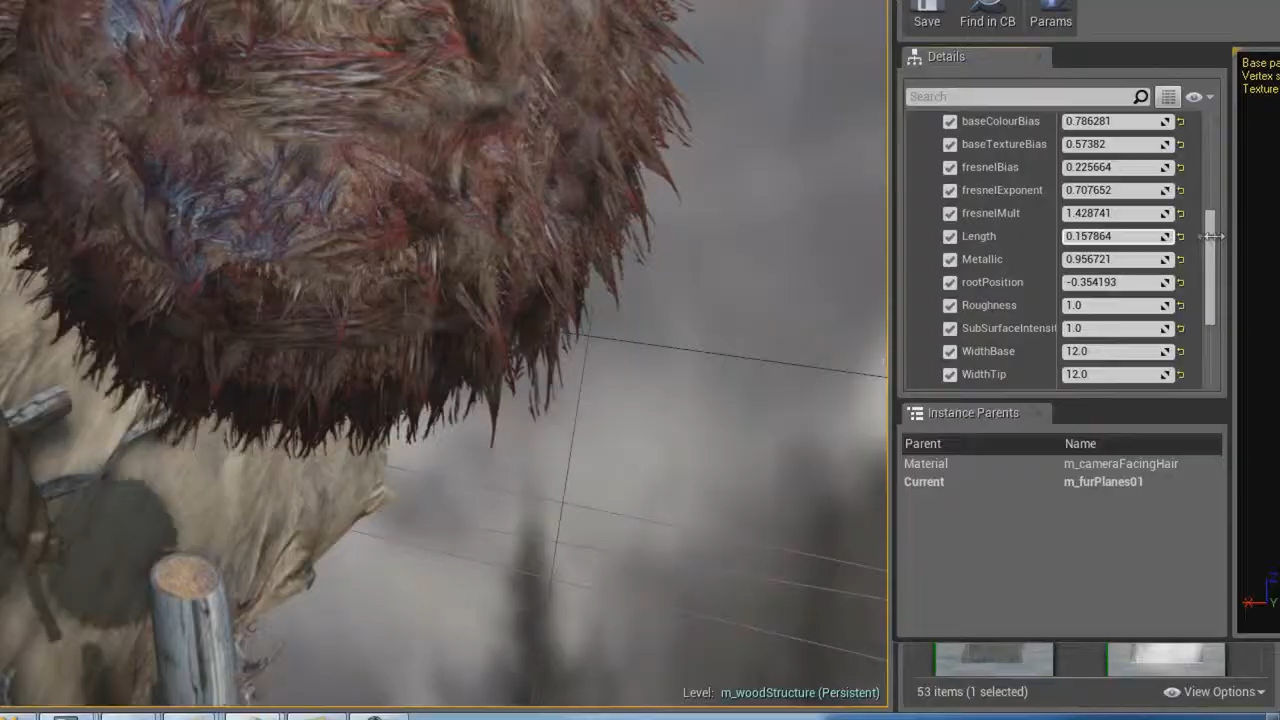 Save Find in CB Params
Details
Search
baseColourBias 0.786281
baseTextureBias 0.57382
fresnelBias 0.225664
fresnelExponent 0.707652
fresnelMult 1.428741
Length 0.157864
Metallic 0.956721
rootPosition -0.354193
Roughness 1.0
SubSurfaceIntensit 1.0
WidthBase 12.0
WidthTip 12.0
Instance Parents
Parent Name
Material m_cameraFacingHair
Current m_furPlanes01
Base pa
Vertex s
Texture
X Y
Level: m_woodStructure (Persistent)
53 items (1 selected) View Options